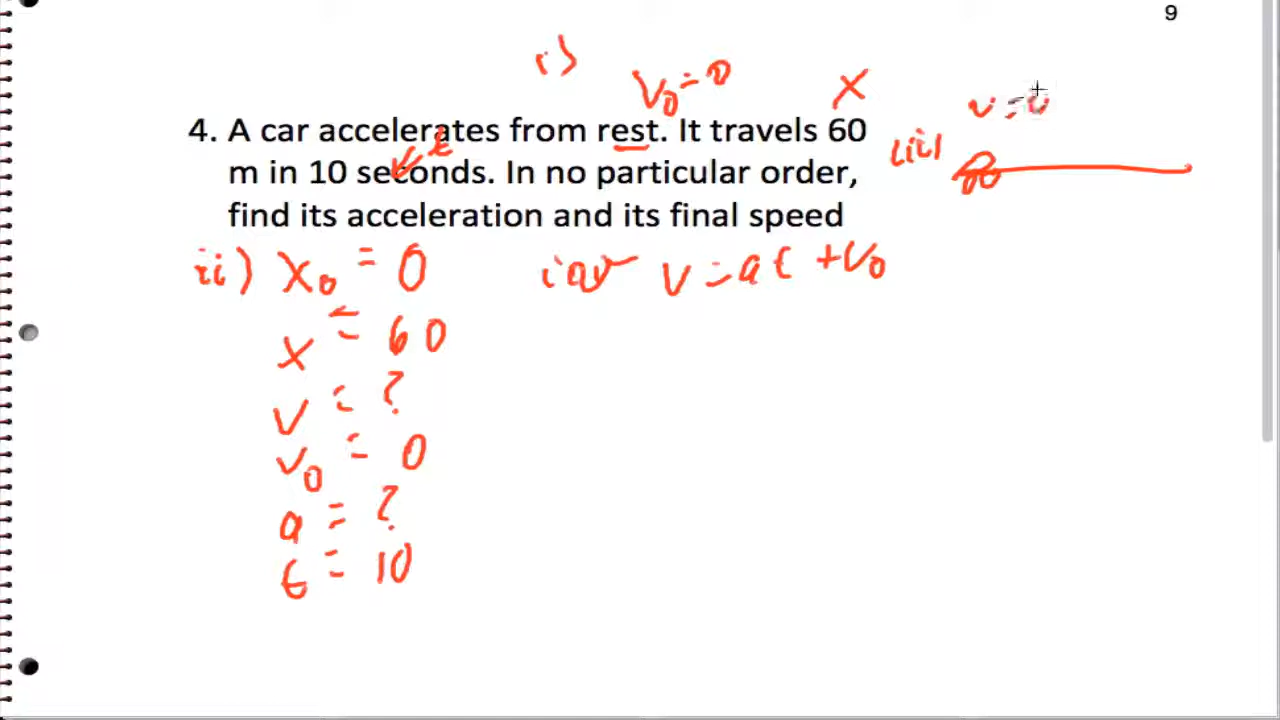 9
i) V₀=0 X
v=0
4. A car accelerates from rest. It travels 60
t
iii)
m in 10 seconds. In no particular order,
find its acceleration and its final speed
ii) X₀ = 0
v=at+v₀
x = 60
v = ?
v₀ = 0
a = ?
t = 10